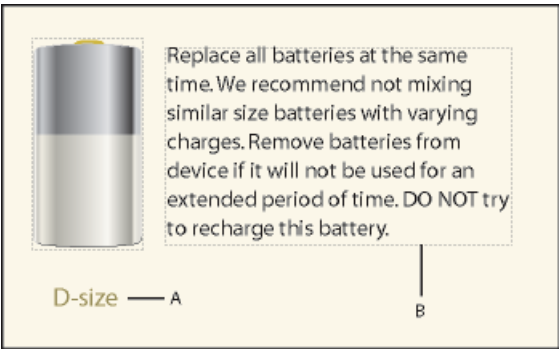 Replace all batteries at the same
time. We recommend not mixing
similar size batteries with varying
charges. Remove batteries from
device if it will not be used for an
extended period of time. DO NOT try
to recharge this battery.
D-size
A
B